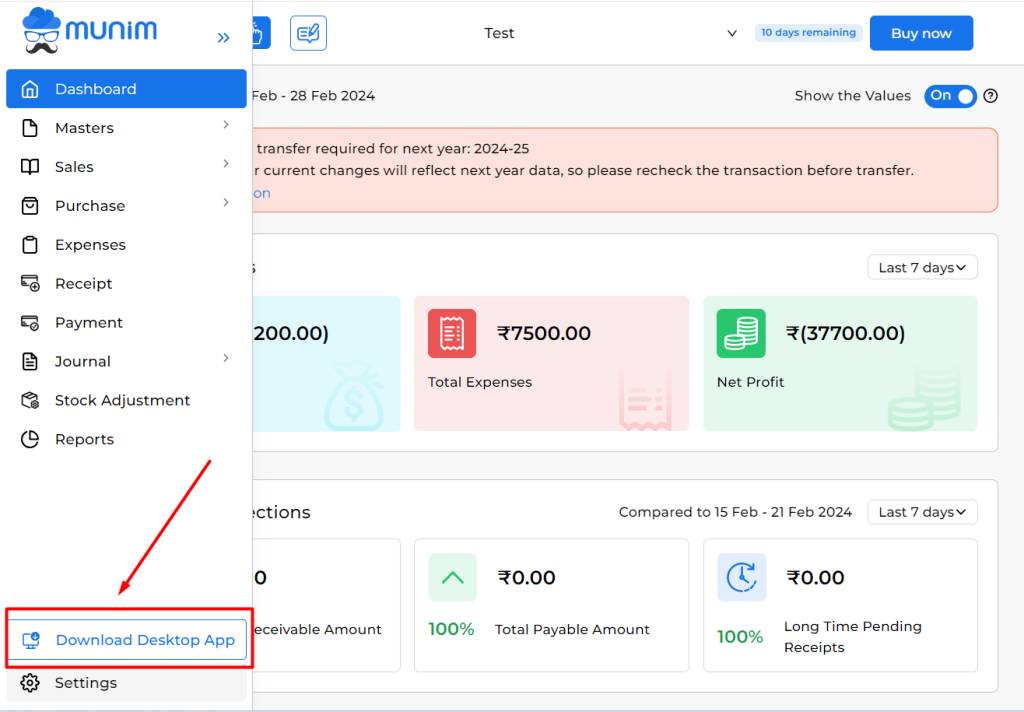 munim
»
Test
10 days remaining
Buy now
Dashboard
Masters
Sales
Purchase
Expenses
Receipt
Payment
Journal
Stock Adjustment
Reports
Download Desktop App
Settings
Feb - 28 Feb 2024
Show the Values
On
transfer required for next year: 2024-25
r current changes will reflect next year data, so please recheck the transaction before transfer.
on
s
Last 7 days
200.00)
₹7500.00
Total Expenses
₹(37700.00)
Net Profit
ections
Compared to 15 Feb - 21 Feb 2024
Last 7 days
0
eceivable Amount
₹0.00
100%
Total Payable Amount
₹0.00
100%
Long Time Pending
Receipts